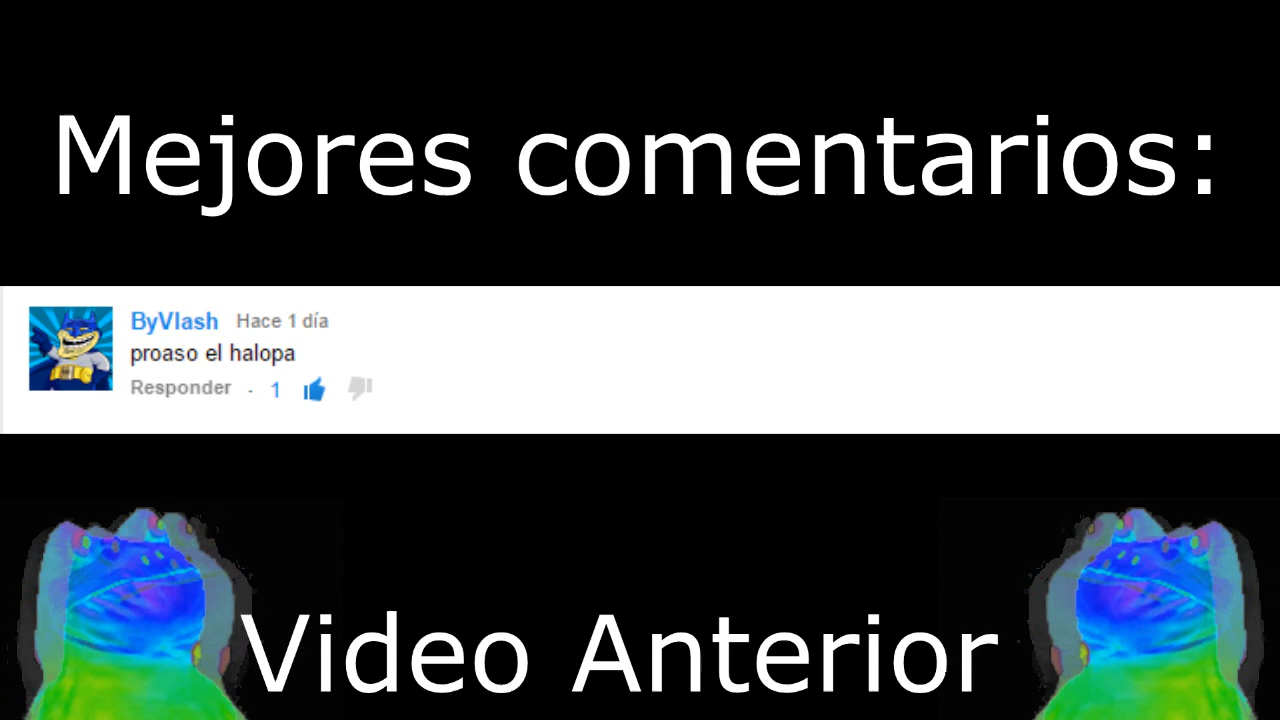 Mejores comentarios:
ByVlash Hace 1 día
proaso el halopa
Responder · 1
Video Anterior